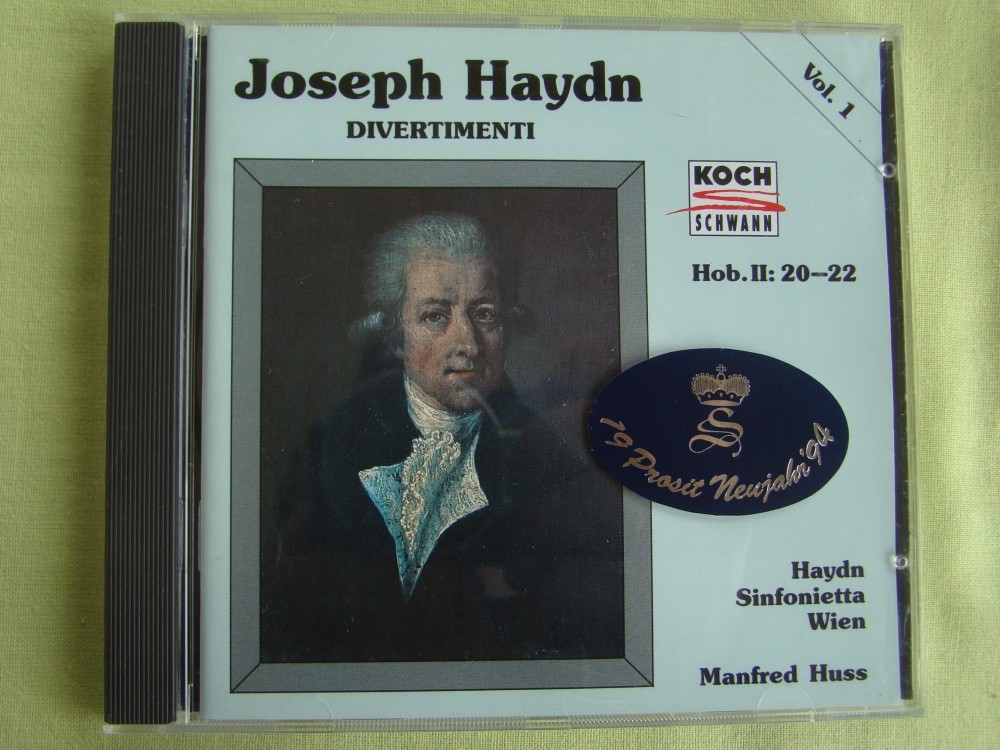 Joseph Haydn
DIVERTIMENTI
Vol. 1
KOCH
SCHWANN
Hob. II: 20–22
S
19 Prosit Neujahr '94
Haydn
Sinfonietta
Wien
Manfred Huss